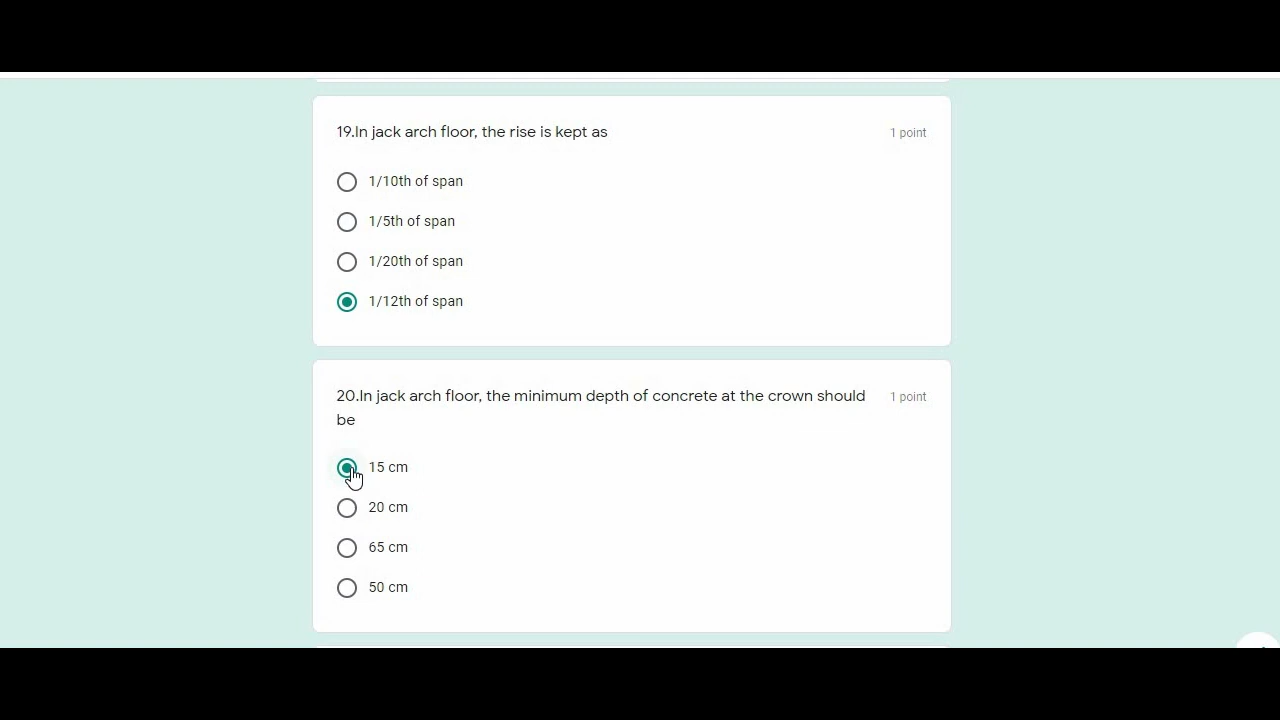 19.In jack arch floor, the rise is kept as
1 point
1/10th of span
1/5th of span
1/20th of span
1/12th of span
20.In jack arch floor, the minimum depth of concrete at the crown should
be
1 point
15 cm
20 cm
65 cm
50 cm